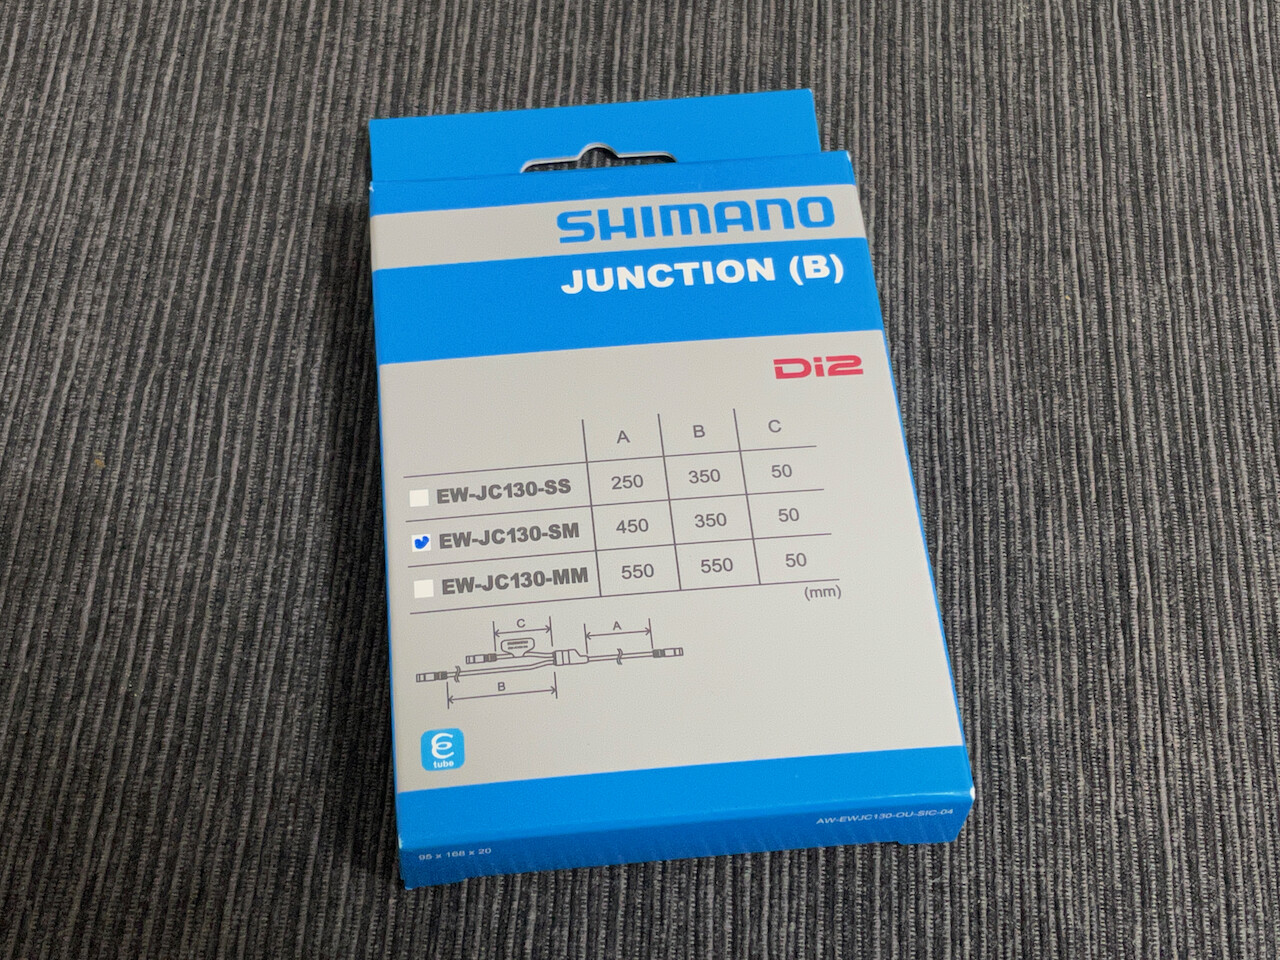 SHIMANO
JUNCTION (B)
Di2
A B C
EW-JC130-SS 250 350 50
EW-JC130-SM 450 350 50
EW-JC130-MM 550 550 50
(mm)
C
A
B
E
tube
AW-EWJC130-OU-SIC-04
95 x 168 x 20